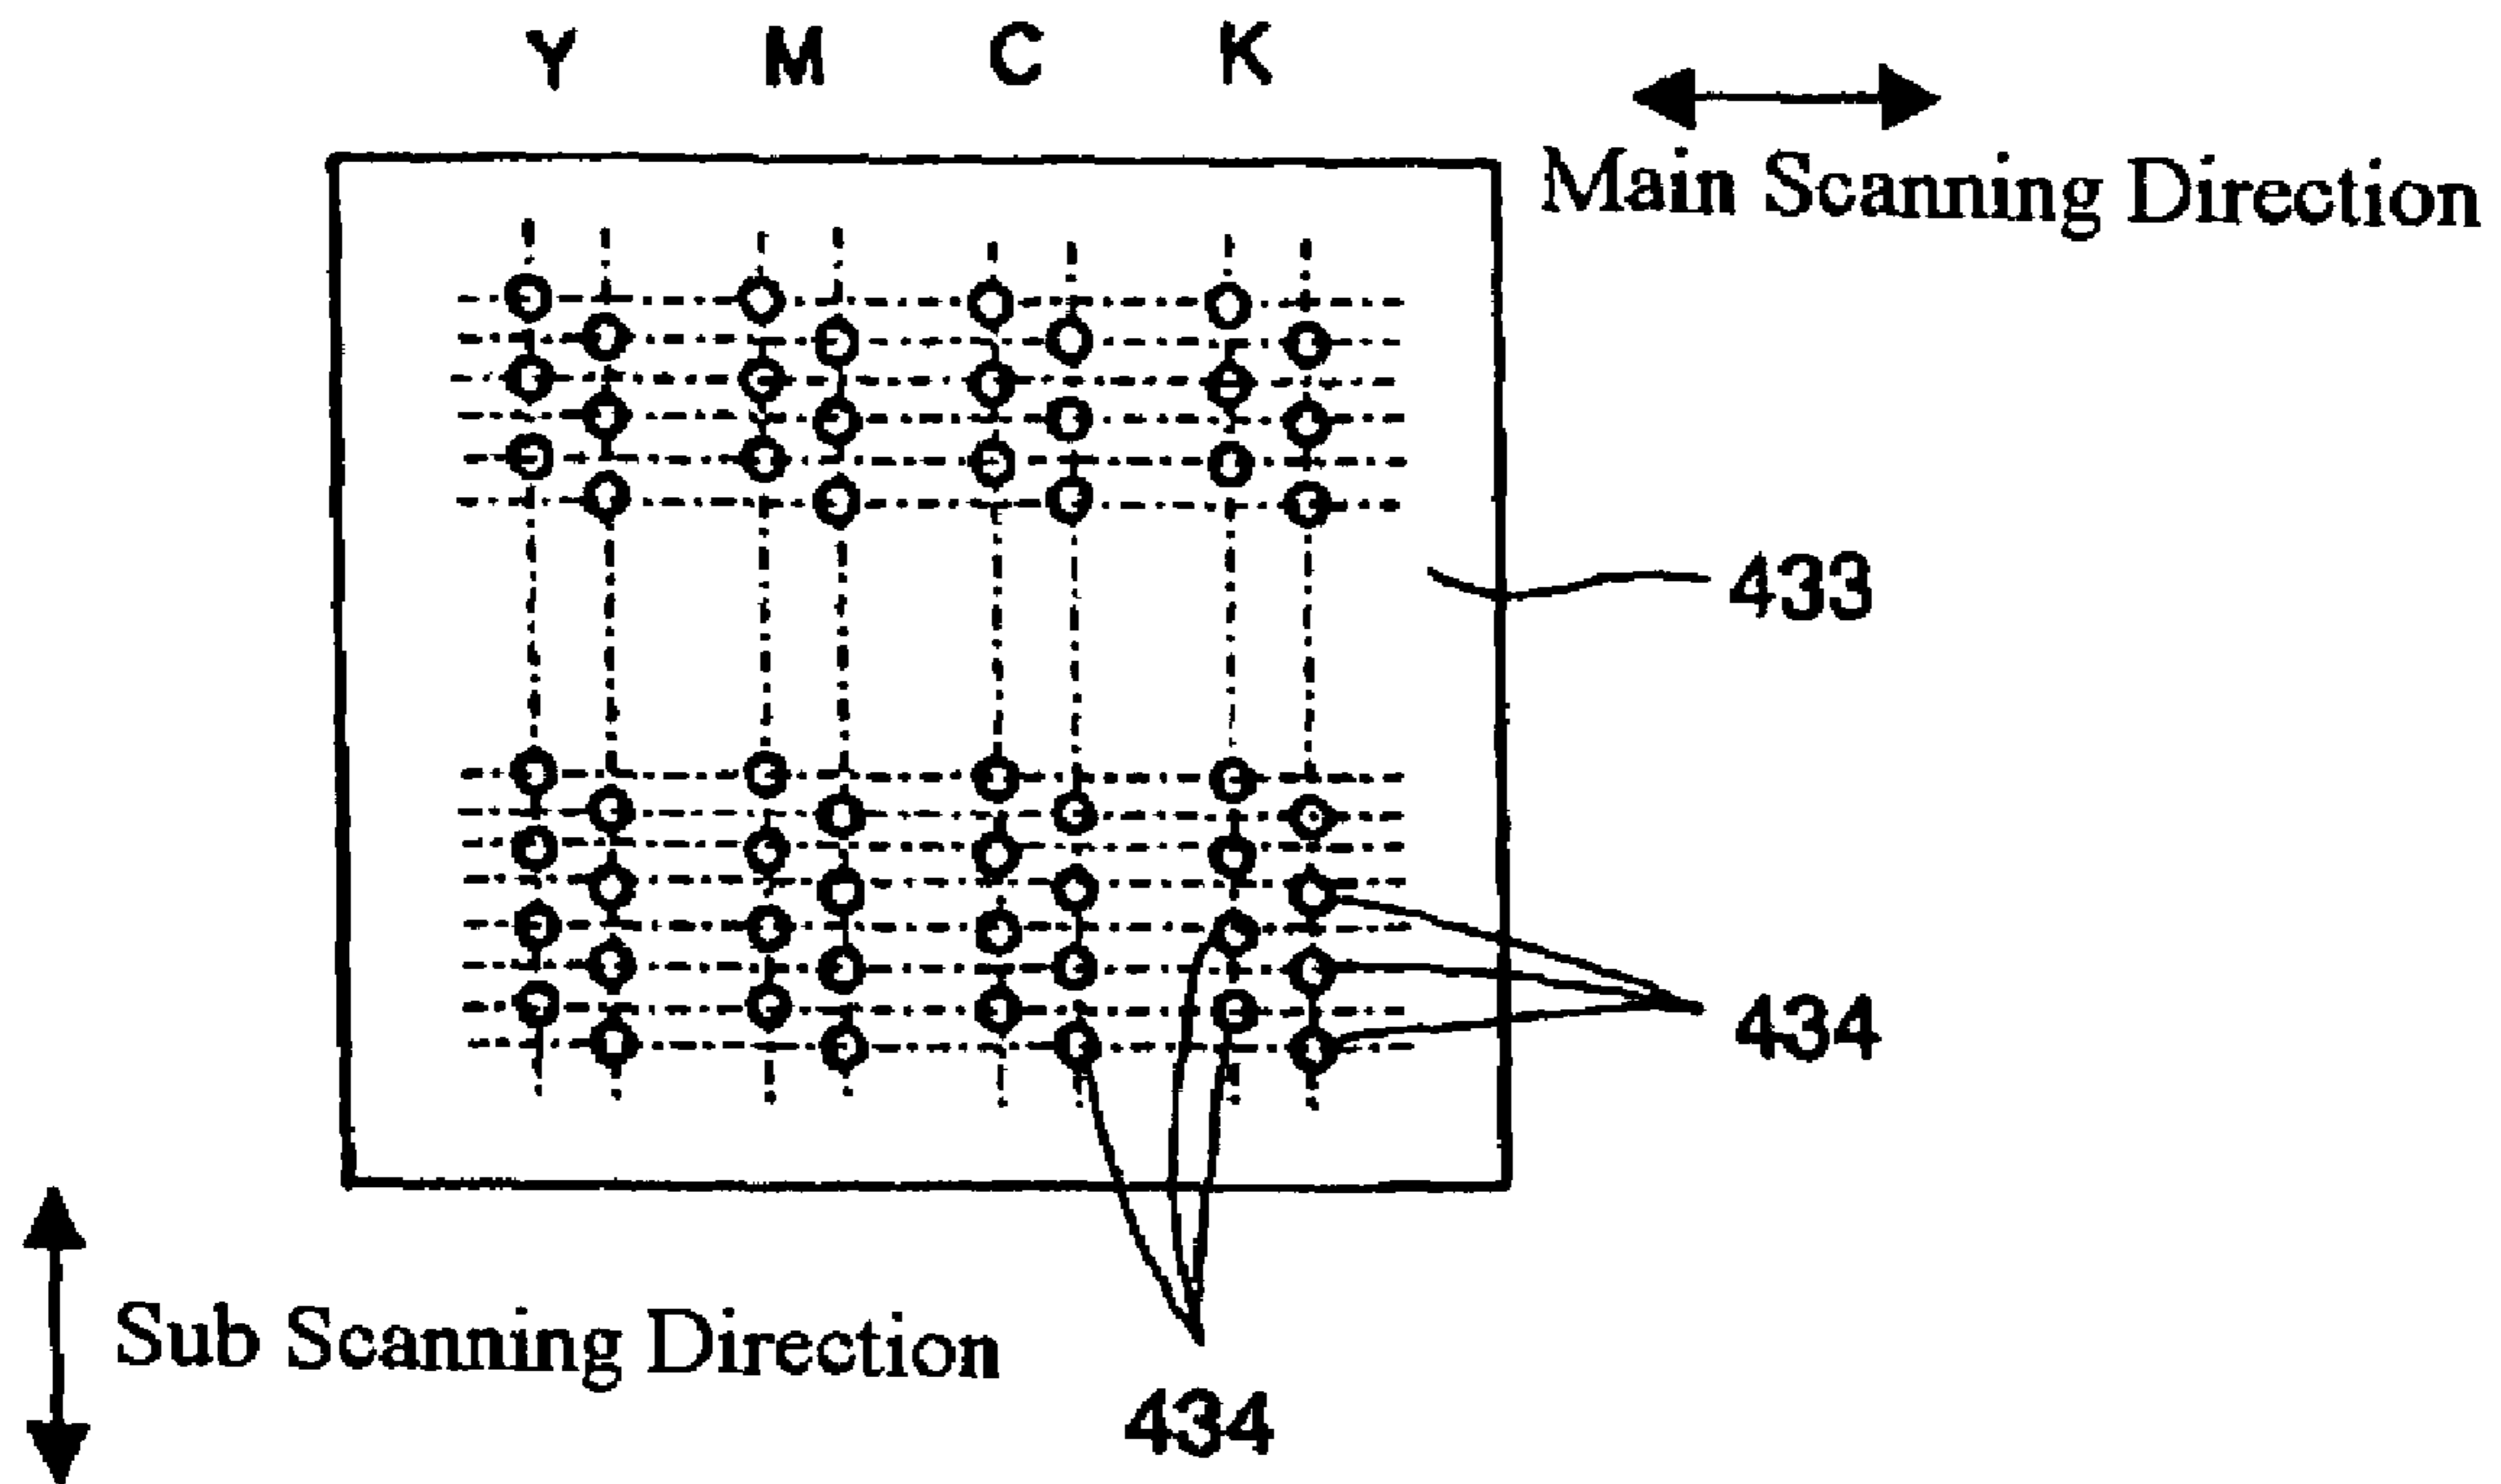 Y M C K
Main Scanning Direction
433
434
Sub Scanning Direction
434